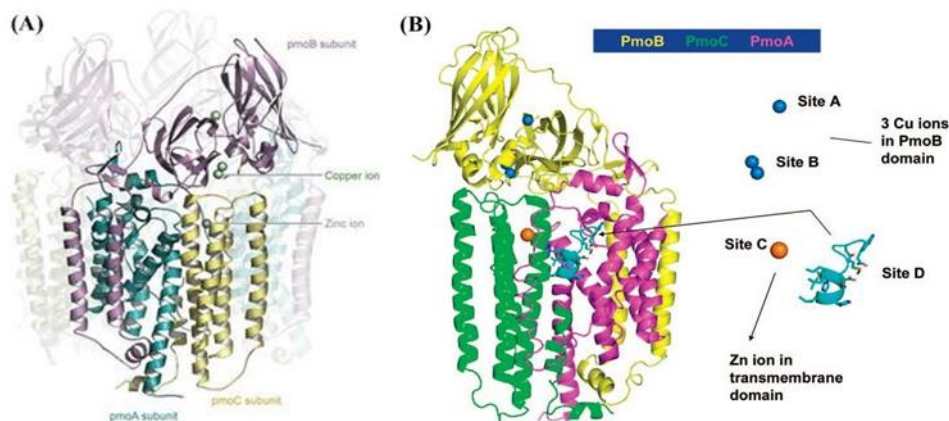 (A)
pmoB subunit
Copper ion
Zinc ion
pmoA subunit
pmoC subunit
(B)
PmoB PmoC PmoA
Site A
3 Cu ions
in PmoB
domain
Site B
Site C
Site D
Zn ion in
transmembrane
domain